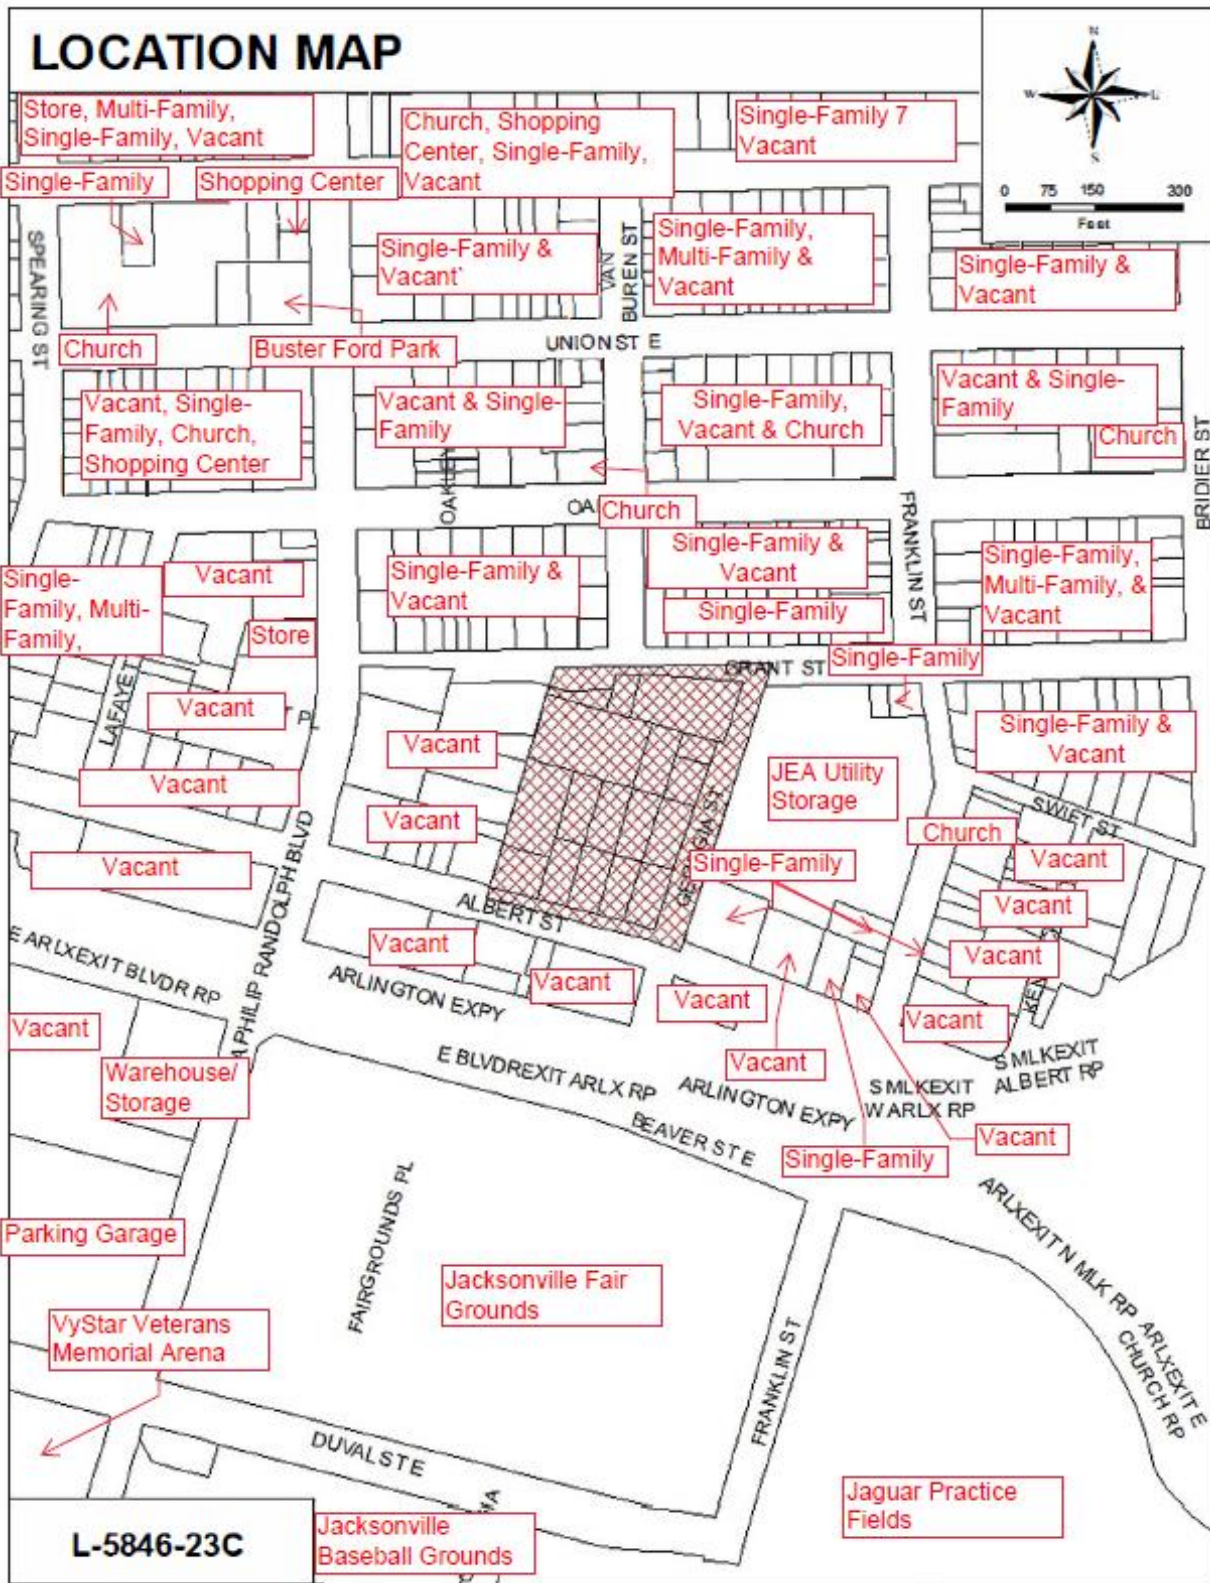 LOCATION MAP
N
W
S
0 75 150 300
Feet
Store, Multi-Family,
Single-Family, Vacant
Church, Shopping
Center, Single-Family,
Vacant
Single-Family 7
Vacant
Single-Family
Shopping Center
SPEARING ST
Single-Family &
Vacant`
VAN
BUREN ST
Single-Family,
Multi-Family &
Vacant
Single-Family &
Vacant
Church
Buster Ford Park
UNION ST E
Vacant, Single-
Family, Church,
Shopping Center
Vacant & Single-
Family
Single-Family,
Vacant & Church
Vacant & Single-
Family
Church
BRIDIER ST
OAKLEY
OA
Church
FRANKLIN ST
Single-
Family, Multi-
Family,
Vacant
Store
Single-Family &
Vacant
Single-Family &
Vacant
Single-Family
Single-Family,
Multi-Family, &
Vacant
GRANT ST
Single-Family
LAFAYET
Vacant
P
Vacant
Vacant
Single-Family &
Vacant
JEA Utility
Storage
Vacant
Vacant
GEORGIA ST
SWIFT ST
Church
Vacant
Vacant
Single-Family
Vacant
A PHILIP RANDOLPH BLVD
ALBERT ST
Vacant
Vacant
E ARLXEXIT BLVDR RP
ARLINGTON EXPY
Vacant
Vacant
KEN
Vacant
Vacant
Warehouse/
Storage
E BLVDREXIT ARLX RP
Vacant
ARLINGTON EXPY
S MLKEXIT
W ARLX RP
S MLKEXIT
ALBERT RP
BEAVER ST E
Single-Family
Vacant
Parking Garage
FAIRGROUNDS PL
ARLXEXIT N MLK RP
ARLXEXIT E
CHURCH RP
Jacksonville Fair
Grounds
VyStar Veterans
Memorial Arena
FRANKLIN ST
DUVAL ST E
Jaguar Practice
Fields
L-5846-23C
Jacksonville
Baseball Grounds